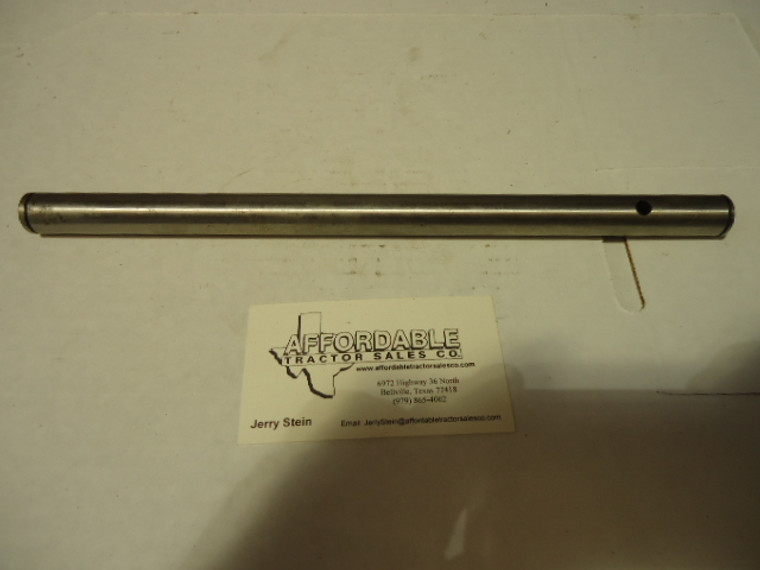 AFFORDABLE
TRACTOR SALES CO.
www.affordabletractorsalesco.com
6972 Highway 36 North
Bellville, Texas 77418
(979) 865-4002
Jerry Stein
Email: JerryStein@affordabletractorsalesco.com